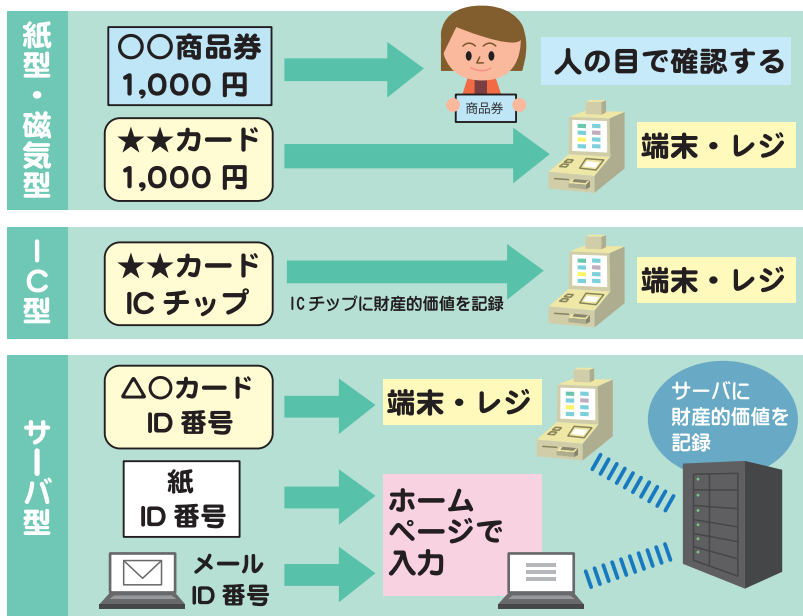 紙型・磁気型
〇〇商品券
1,000 円
商品券
人の目で確認する
★★カード
1,000 円
端末・レジ
IC型
★★カード
IC チップ
ICチップに財産的価値を記録
端末・レジ
サーバ型
△〇カード
ID 番号
端末・レジ
サーバに
財産的価値を
記録
紙
ID 番号
ホーム
ページで
入力
メール
ID 番号